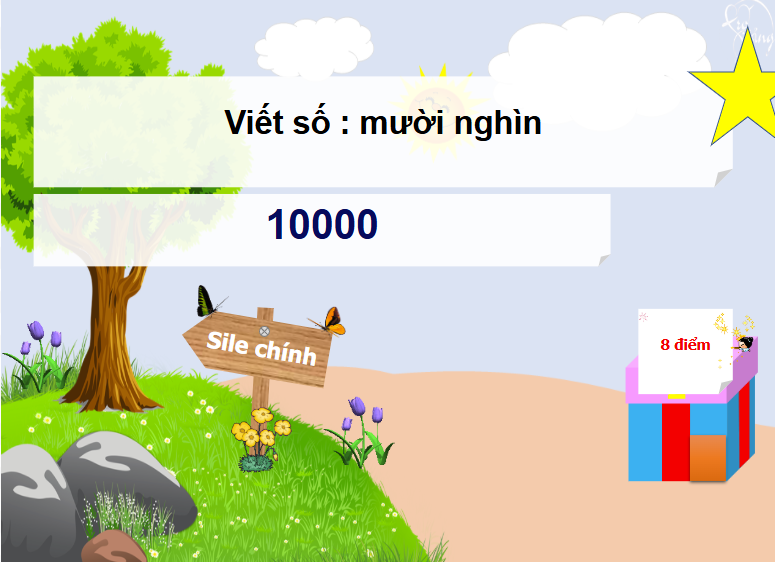 Viết số : mười nghìn
10000
Sile chính
8 điểm